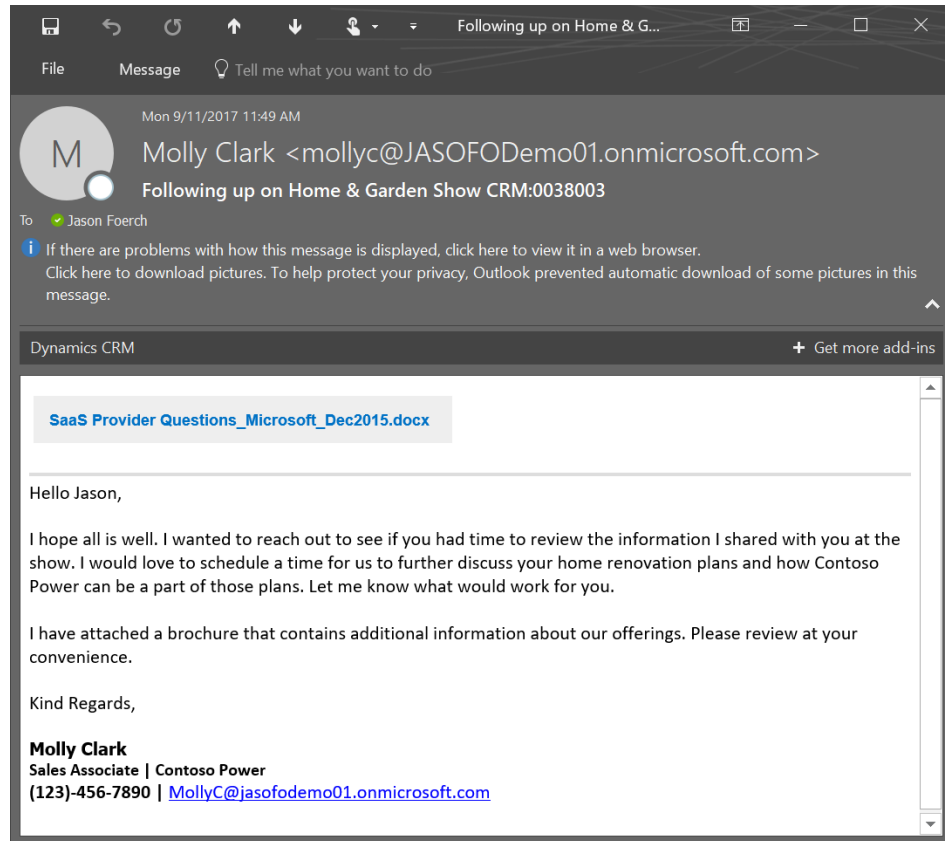 Following up on Home & G...
File Message Tell me what you want to do
Mon 9/11/2017 11:49 AM
M
Molly Clark <mollyc@JASOFODemo01.onmicrosoft.com>
Following up on Home & Garden Show CRM:0038003
To Jason Foerch
If there are problems with how this message is displayed, click here to view it in a web browser.
Click here to download pictures. To help protect your privacy, Outlook prevented automatic download of some pictures in this
message.
Dynamics CRM + Get more add-ins
SaaS Provider Questions_Microsoft_Dec2015.docx
Hello Jason,
I hope all is well. I wanted to reach out to see if you had time to review the information I shared with you at the
show. I would love to schedule a time for us to further discuss your home renovation plans and how Contoso
Power can be a part of those plans. Let me know what would work for you.
I have attached a brochure that contains additional information about our offerings. Please review at your
convenience.
Kind Regards,
Molly Clark
Sales Associate | Contoso Power
(123)-456-7890 | MollyC@jasofodemo01.onmicrosoft.com